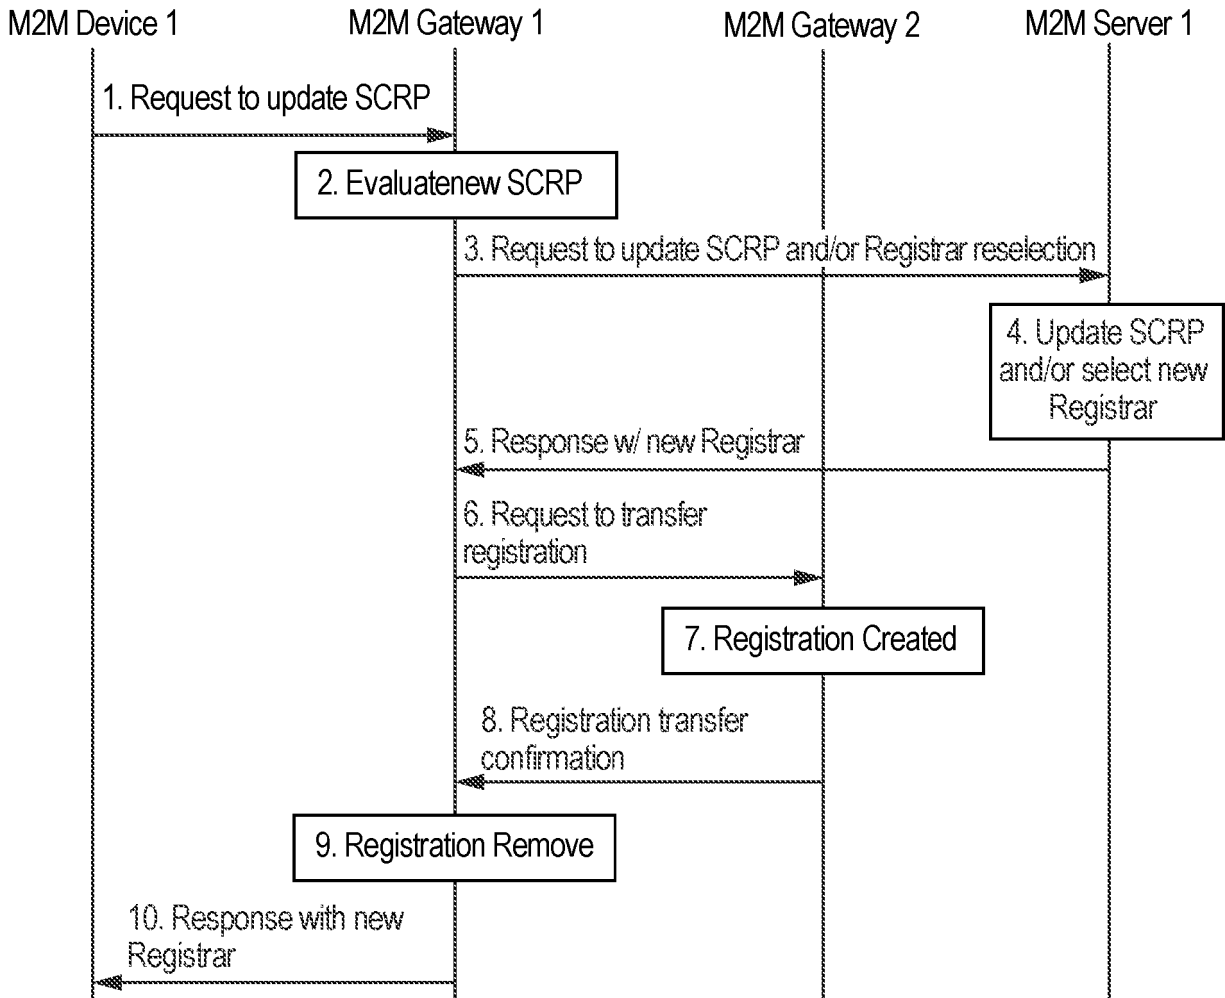 M2M Device 1
M2M Gateway 1
M2M Gateway 2
M2M Server 1
1. Request to update SCRP
2. Evaluatenew SCRP
3. Request to update SCRP and/or Registrar reselection
4. Update SCRP
and/or select new
Registrar
5. Response w/ new Registrar
6. Request to transfer
registration
7. Registration Created
8. Registration transfer
confirmation
9. Registration Remove
10. Response with new
Registrar